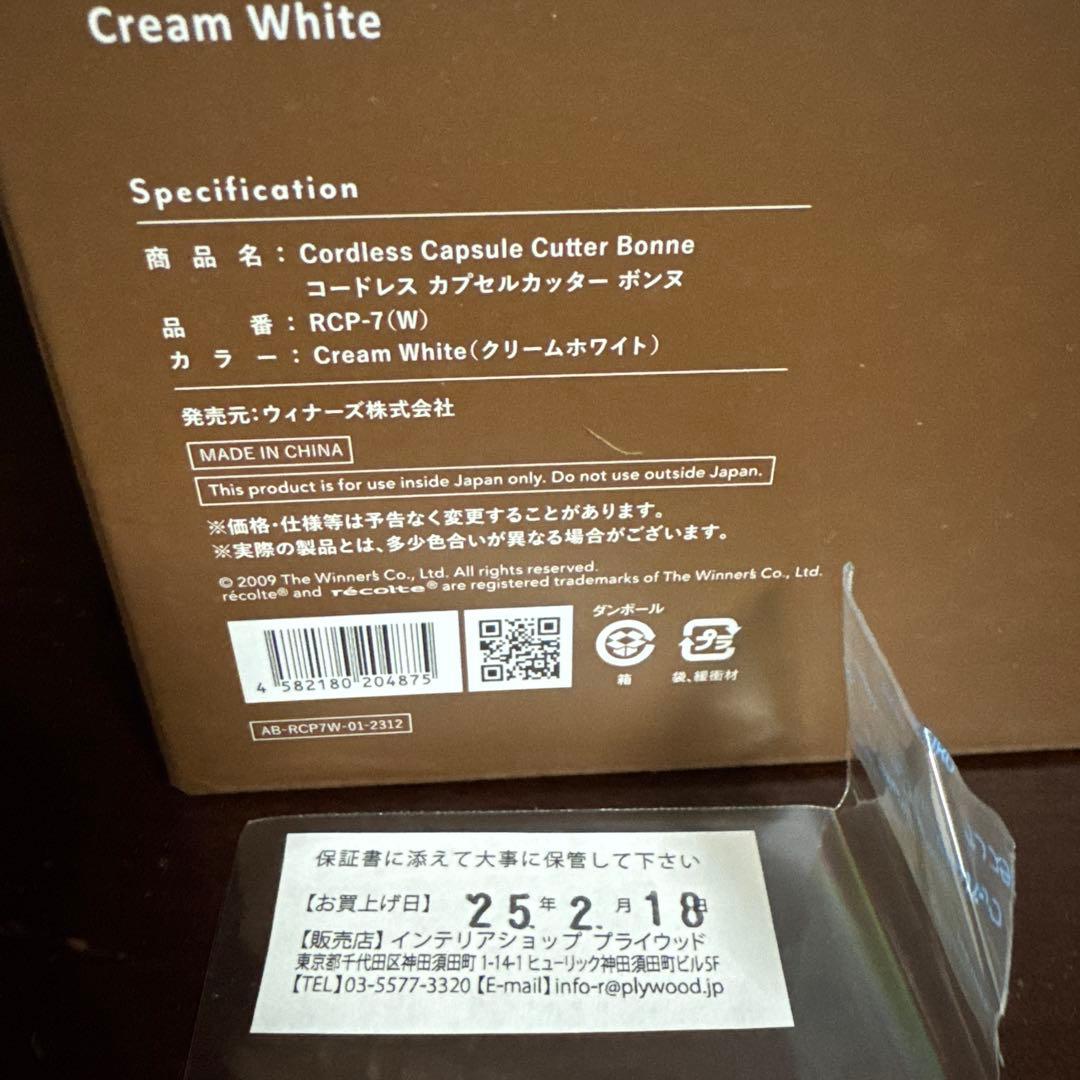 Cream White
Specification
商品名：Cordless Capsule Cutter Bonne
コードレス カプセルカッター ボンヌ
品番：RCP-7(W)
カラー：Cream White(クリームホワイト)
発売元：ウィナーズ株式会社
MADE IN CHINA
This product is for use inside Japan only. Do not use outside Japan.
※価格・仕様等は予告なく変更することがあります。
※実際の製品とは、多少色合いが異なる場合がございます。
© 2009 The Winner's Co., Ltd. All rights reserved.
récolte® and récolte® are registered trademarks of The Winner's Co., Ltd.
ダンボール
プラ
箱
袋、緩衝材
4 582180 204875
AB-RCP7W-01-2312
保証書に添えて大事に保管して下さい
【お買上げ日】 '25年 2月 18日
【販売店】インテリアショップ プライウッド
東京都千代田区神田須田町 1-14-1 ヒューリック神田須田町ビル5F
【TEL】03-5577-3320【E-mail】info-r@plywood.jp